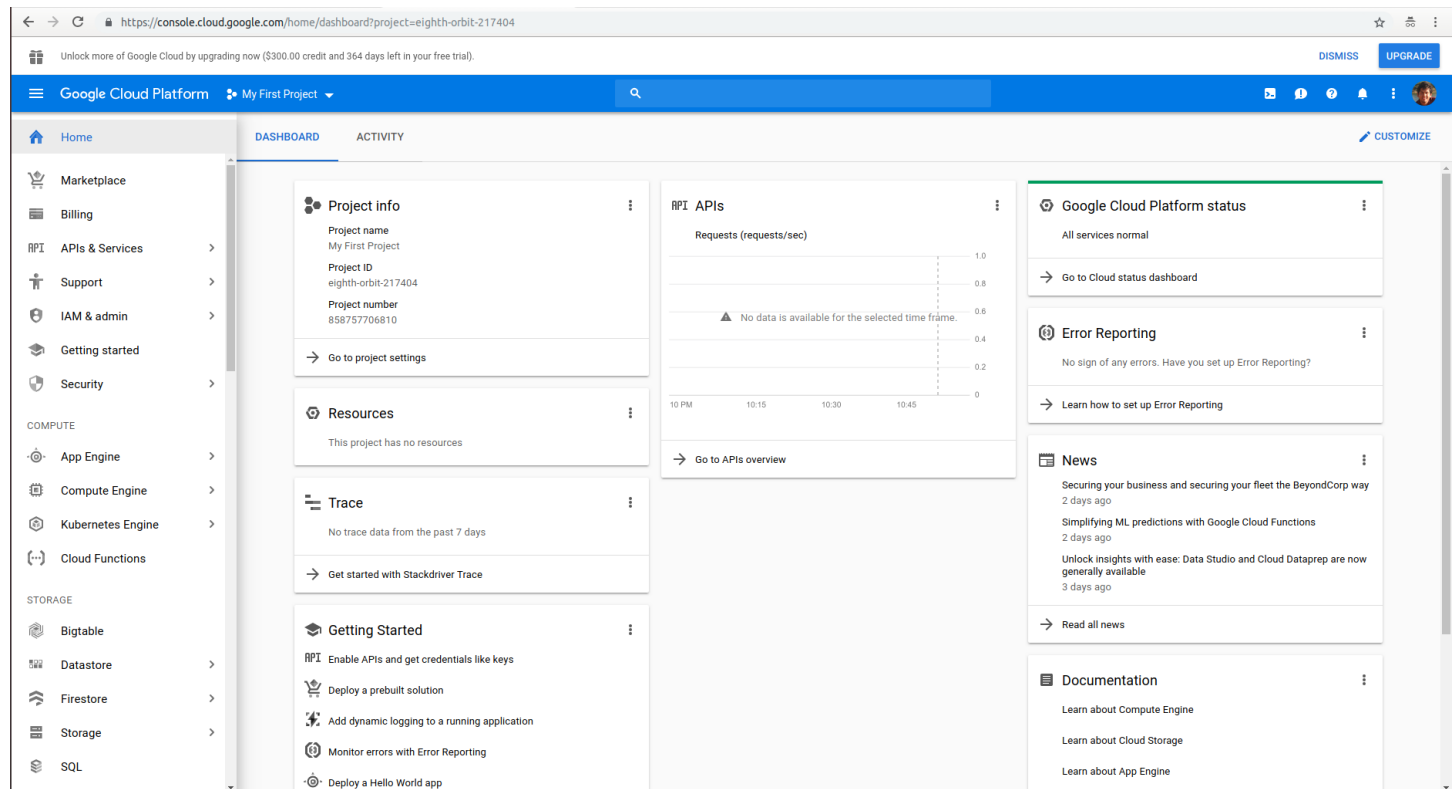 https://console.cloud.google.com/home/dashboard?project=eighth-orbit-217404
Unlock more of Google Cloud by upgrading now ($300.00 credit and 364 days left in your free trial).
DISMISS
UPGRADE
Google Cloud Platform
My First Project
Home
DASHBOARD
ACTIVITY
CUSTOMIZE
Marketplace
Billing
API APIs & Services
Support
IAM & admin
Getting started
Security
COMPUTE
App Engine
Compute Engine
Kubernetes Engine
Cloud Functions
STORAGE
Bigtable
Datastore
Firestore
Storage
SQL
Project info
Project name
My First Project
Project ID
eighth-orbit-217404
Project number
858757706810
Go to project settings
Resources
This project has no resources
Trace
No trace data from the past 7 days
Get started with Stackdriver Trace
Getting Started
API Enable APIs and get credentials like keys
Deploy a prebuilt solution
Add dynamic logging to a running application
Monitor errors with Error Reporting
Deploy a Hello World app
API APIs
Requests (requests/sec)
1.0
0.8
No data is available for the selected time frame.
0.6
0.4
0.2
0
10 PM 10:15 10:30 10:45
Go to APIs overview
Google Cloud Platform status
All services normal
Go to Cloud status dashboard
Error Reporting
No sign of any errors. Have you set up Error Reporting?
Learn how to set up Error Reporting
News
Securing your business and securing your fleet the BeyondCorp way
2 days ago
Simplifying ML predictions with Google Cloud Functions
2 days ago
Unlock insights with ease: Data Studio and Cloud Dataprep are now
generally available
3 days ago
Read all news
Documentation
Learn about Compute Engine
Learn about Cloud Storage
Learn about App Engine